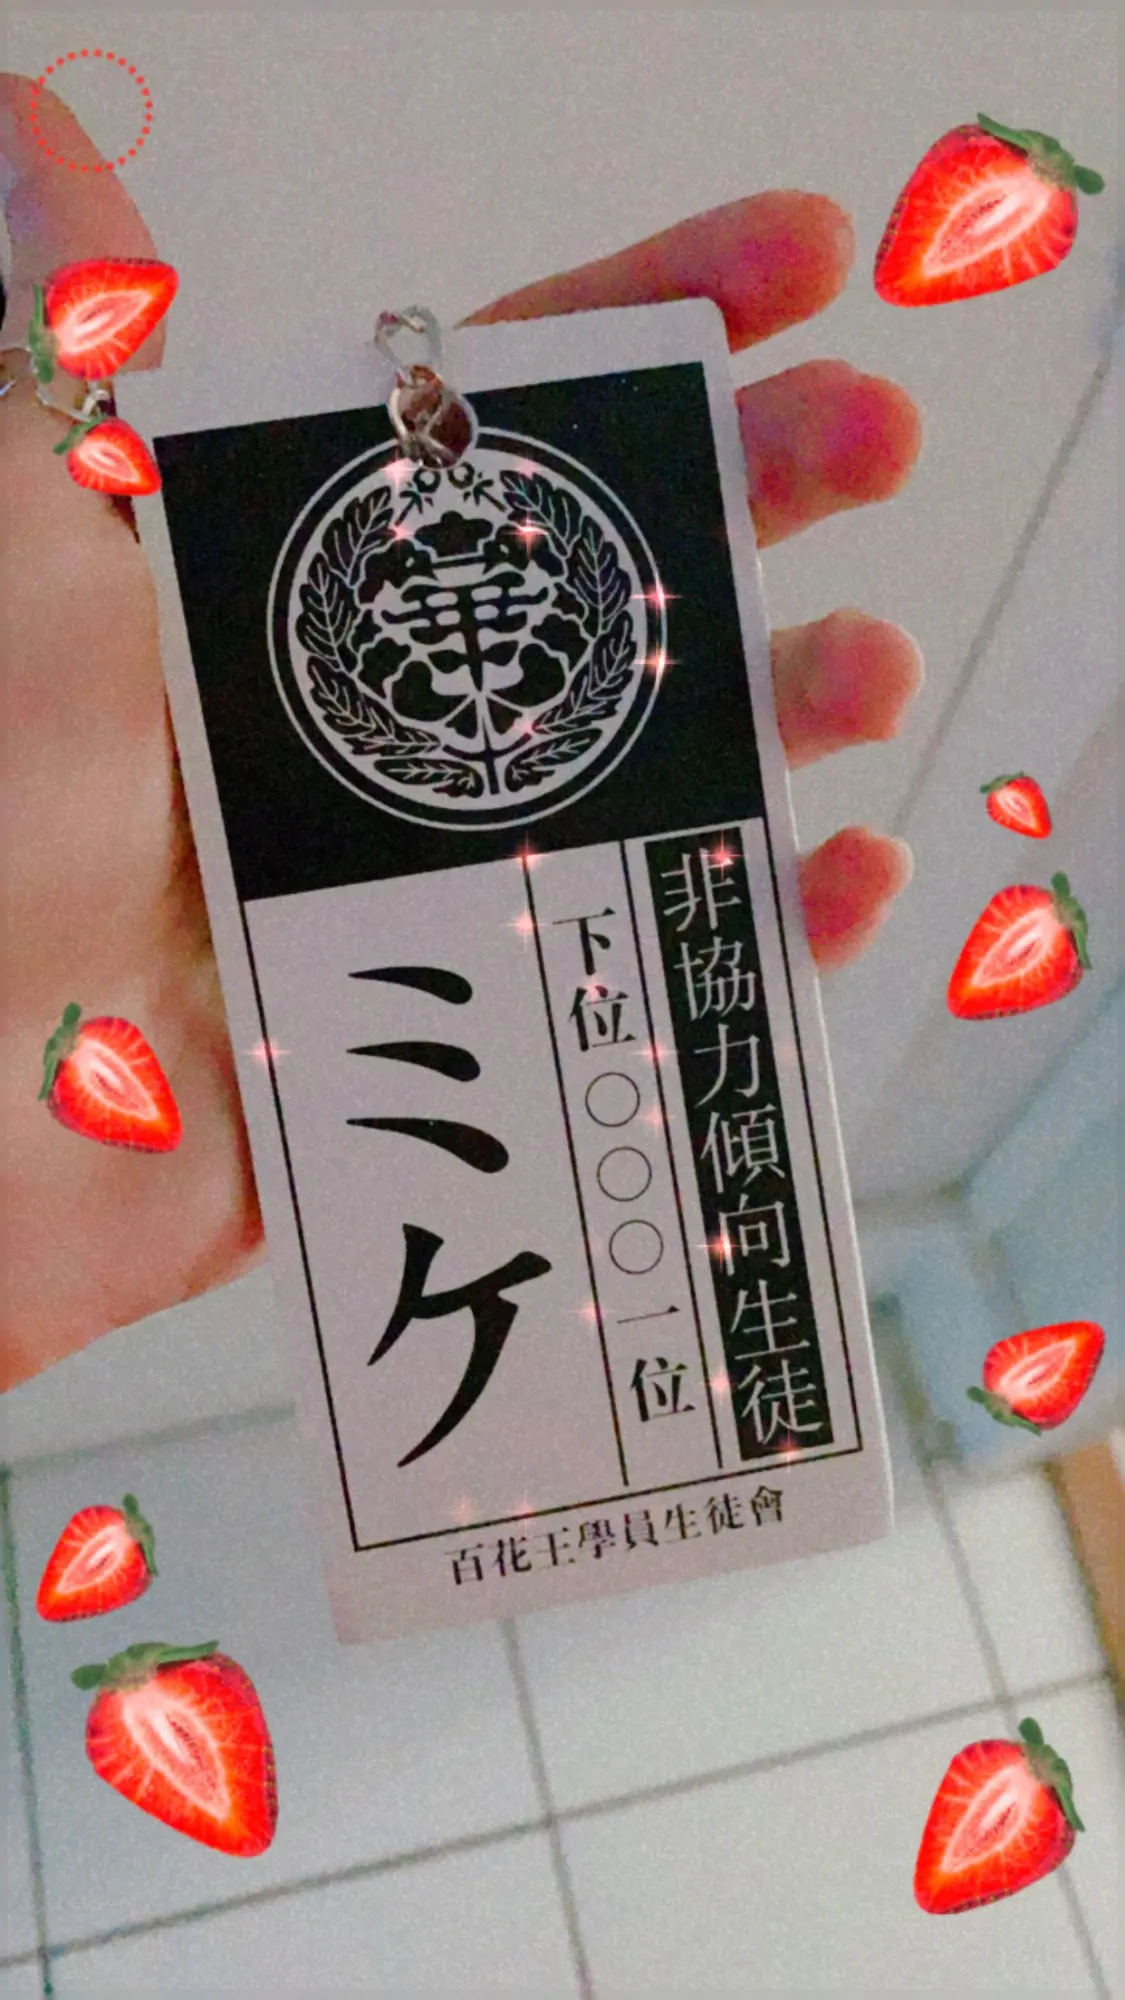 非協力傾向生徒
下位〇〇〇一位
ミケ
百花王學員生徒會